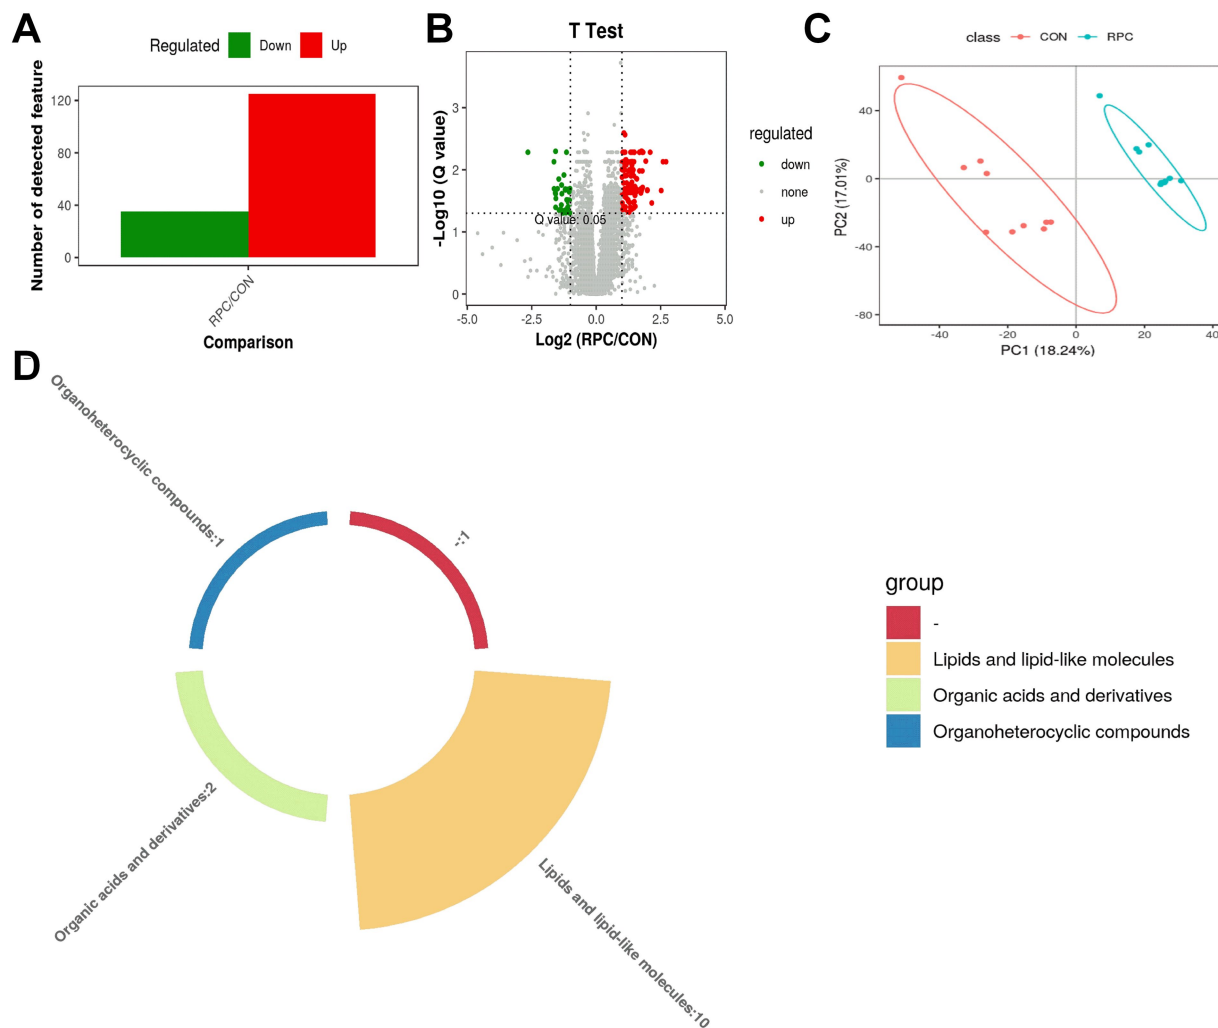 A
Regulated Down Up
Number of detected feature
120
80
40
0
RPC/CON
Comparison
B
T Test
-Log10 (Q value)
3
2
1
0
Q value: 0.05
-5.0 -2.5 0.0 2.5 5.0
Log2 (RPC/CON)
regulated
down
none
up
C
class CON RPC
PC2 (17.01%)
40
0
-40
-80
-40 -20 0 20 40
PC1 (18.24%)
D
Organoheterocyclic compounds:1
-:1
Organic acids and derivatives:2
Lipids and lipid-like molecules:10
group
-
Lipids and lipid-like molecules
Organic acids and derivatives
Organoheterocyclic compounds